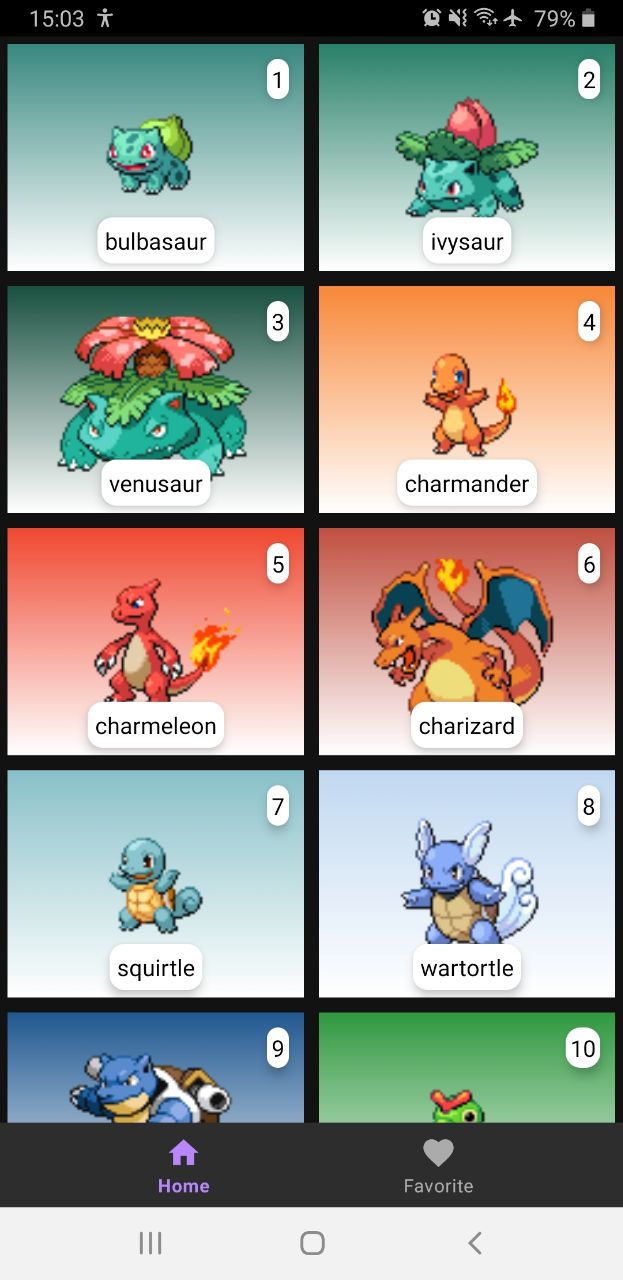 15:03 79%
1
2
bulbasaur
ivysaur
3
4
venusaur
charmander
5
6
charmeleon
charizard
7
8
squirtle
wartortle
9
10
Home
Favorite